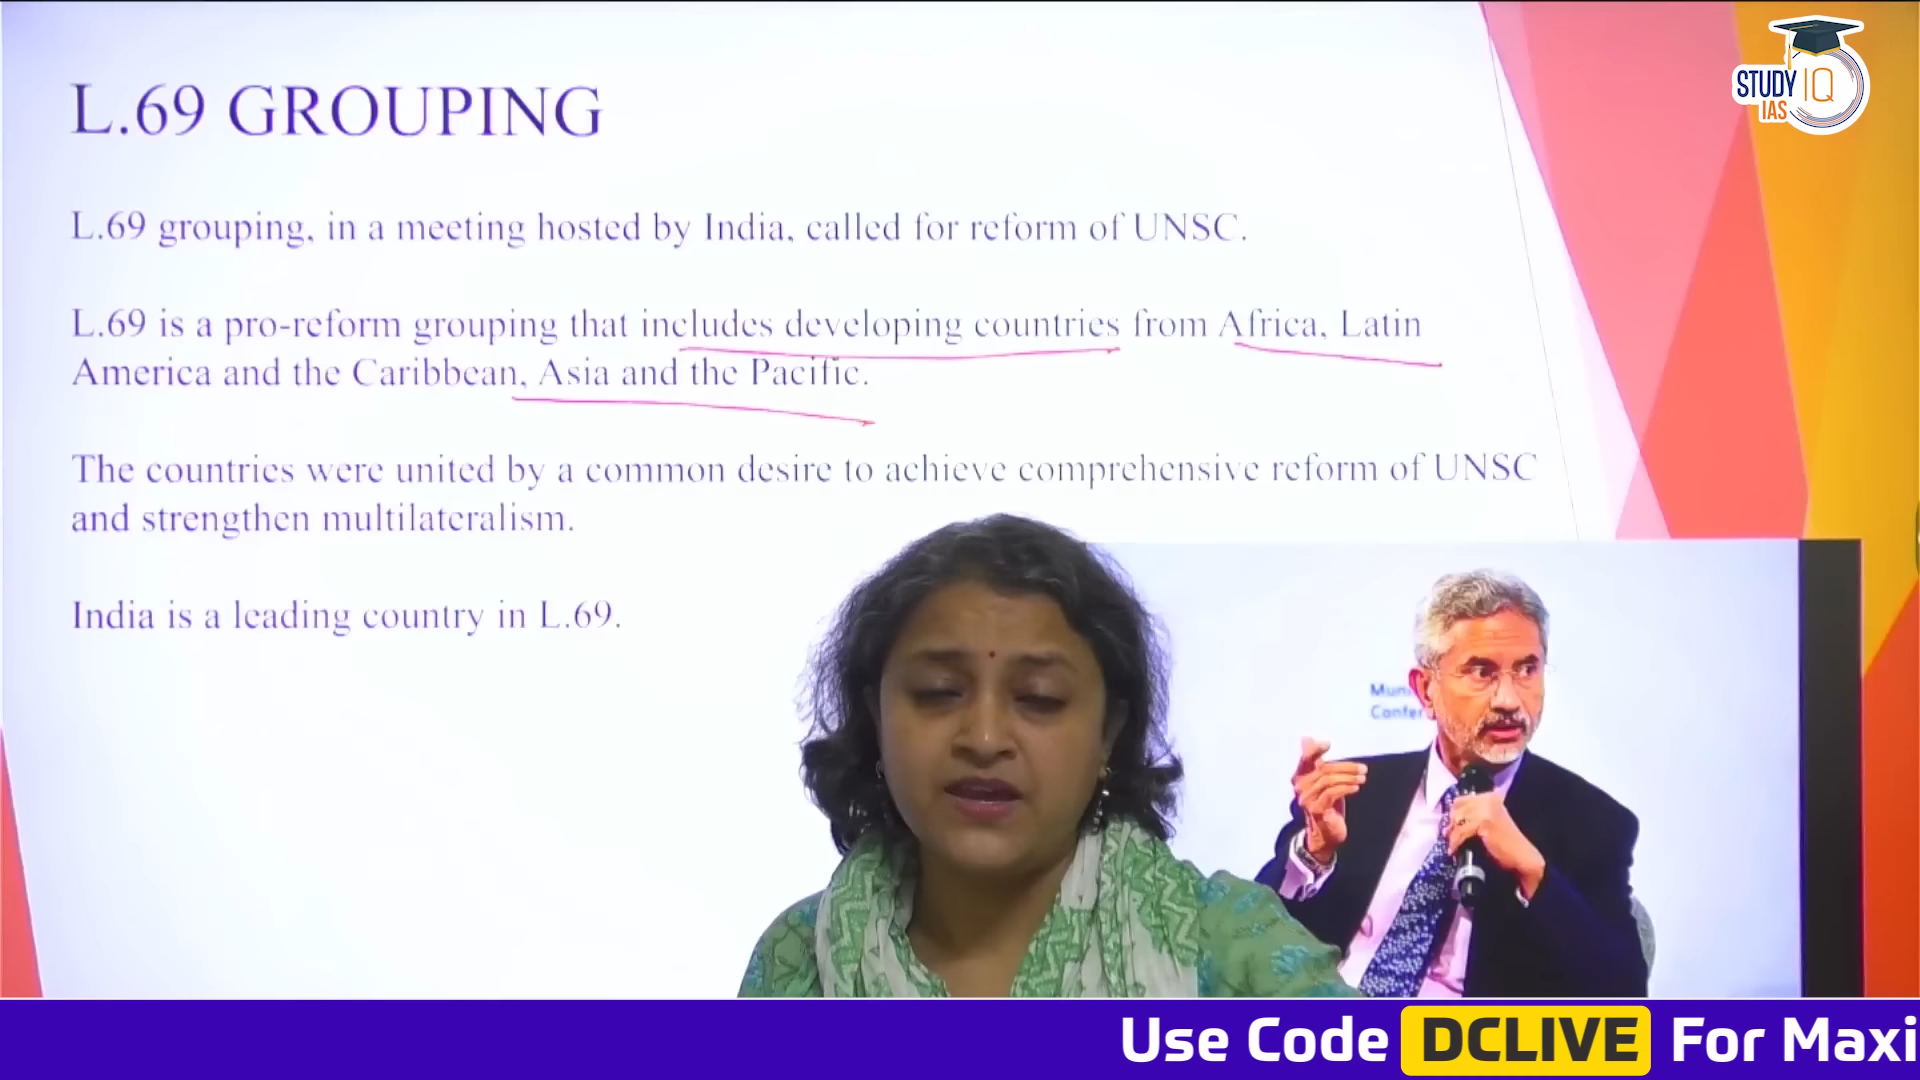 L.69 GROUPING
STUDY IQ
IAS
L.69 grouping, in a meeting hosted by India, called for reform of UNSC.
L.69 is a pro-reform grouping that includes developing countries from Africa, Latin
America and the Caribbean, Asia and the Pacific.
The countries were united by a common desire to achieve comprehensive reform of UNSC
and strengthen multilateralism.
India is a leading country in L.69.
Use Code DCLIVE For Maxi